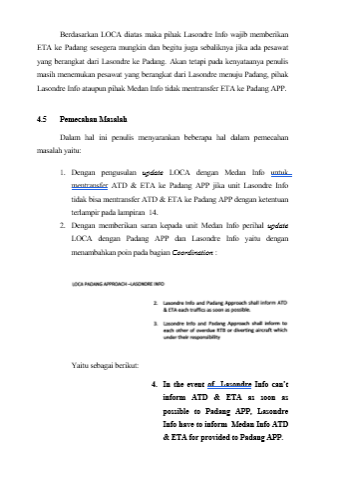 Berdasarkan LOCA diatas maka pihak Lasondre Info wajib memberikan
ETA ke Padang sesegera mungkin dan begitu juga sebaliknya jika ada pesawat
yang berangkat dari Lasondre ke Padang. Akan tetapi pada kenyataanya penulis
masih menemukan pesawat yang berangkat dari Lasondre menuju Padang, pihak
Lasondre Info ataupun pihak Medan Info tidak mentransfer ETA ke Padang APP.
4.5 Pemecahan Masalah
Dalam hal ini penulis menyarankan beberapa hal dalam pemecahan
masalah yaitu:
1. Dengan pengusulan update LOCA dengan Medan Info untuk
mentransfer ATD & ETA ke Padang APP jika unit Lasondre Info
tidak bisa mentransfer ATD & ETA ke Padang APP dengan ketentuan
terlampir pada lampiran 14.
2. Dengan memberikan saran kepada unit Medan Info perihal update
LOCA dengan Padang APP dan Lasondre Info yaitu dengan
menambahkan poin pada bagian Coordination :
LOCA PADANG APPROACH -LASONDRE INFO
2. Lasondre Info and Padang Approach shall inform ATD
& ETA each traffics as soon as possible.
3. Lasondre Info and Padang Approach shall inform to
each other of overdue RTB or diverting aircraft which
under their responsibility
Yaitu sebagai berikut:
4. In the event of Lasondre Info can't
inform ATD & ETA as soon as
possible to Padang APP, Lasondre
Info have to inform Medan Info ATD
& ETA for provided to Padang APP.